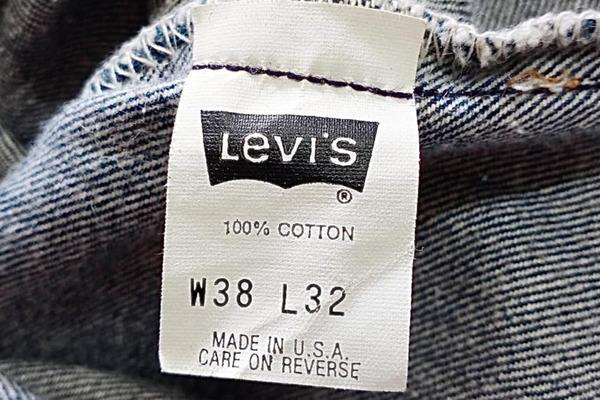 Levi's
®
100% COTTON
W38 L32
MADE IN U.S.A.
CARE ON REVERSE